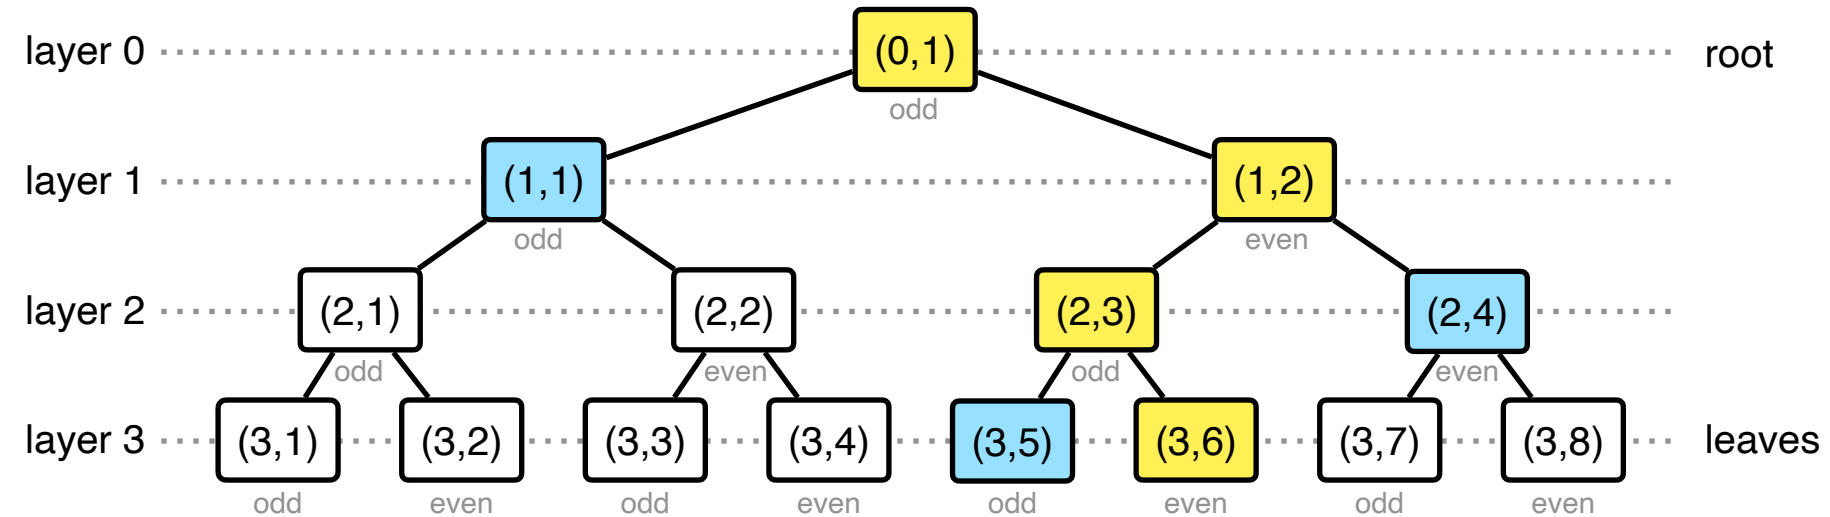 layer 0 (0,1) root
odd
layer 1 (1,1) (1,2)
odd even
layer 2 (2,1) (2,2) (2,3) (2,4)
odd even odd even
layer 3 (3,1) (3,2) (3,3) (3,4) (3,5) (3,6) (3,7) (3,8) leaves
odd even odd even odd even odd even